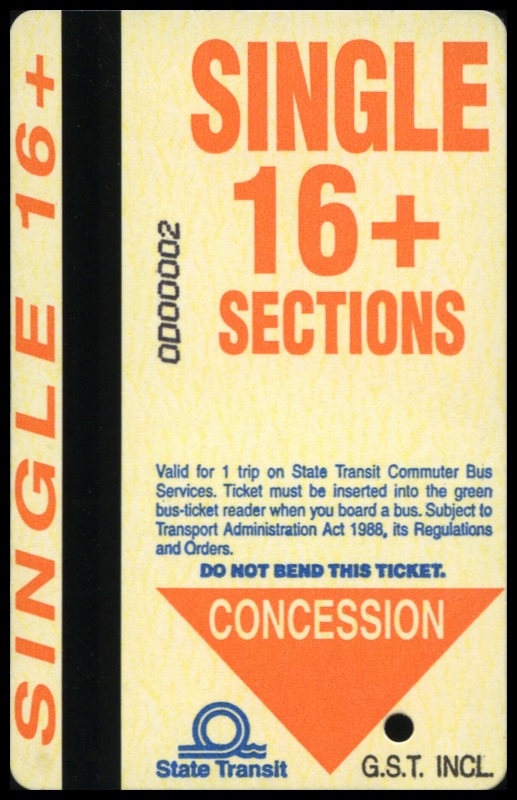 SINGLE 16+
SINGLE
16+
SECTIONS
0000002
Valid for 1 trip on State Transit Commuter Bus
Services. Ticket must be inserted into the green
bus-ticket reader when you board a bus. Subject to
Transport Administration Act 1988, its Regulations
and Orders.
DO NOT BEND THIS TICKET.
CONCESSION
State Transit
G.S.T. INCL.